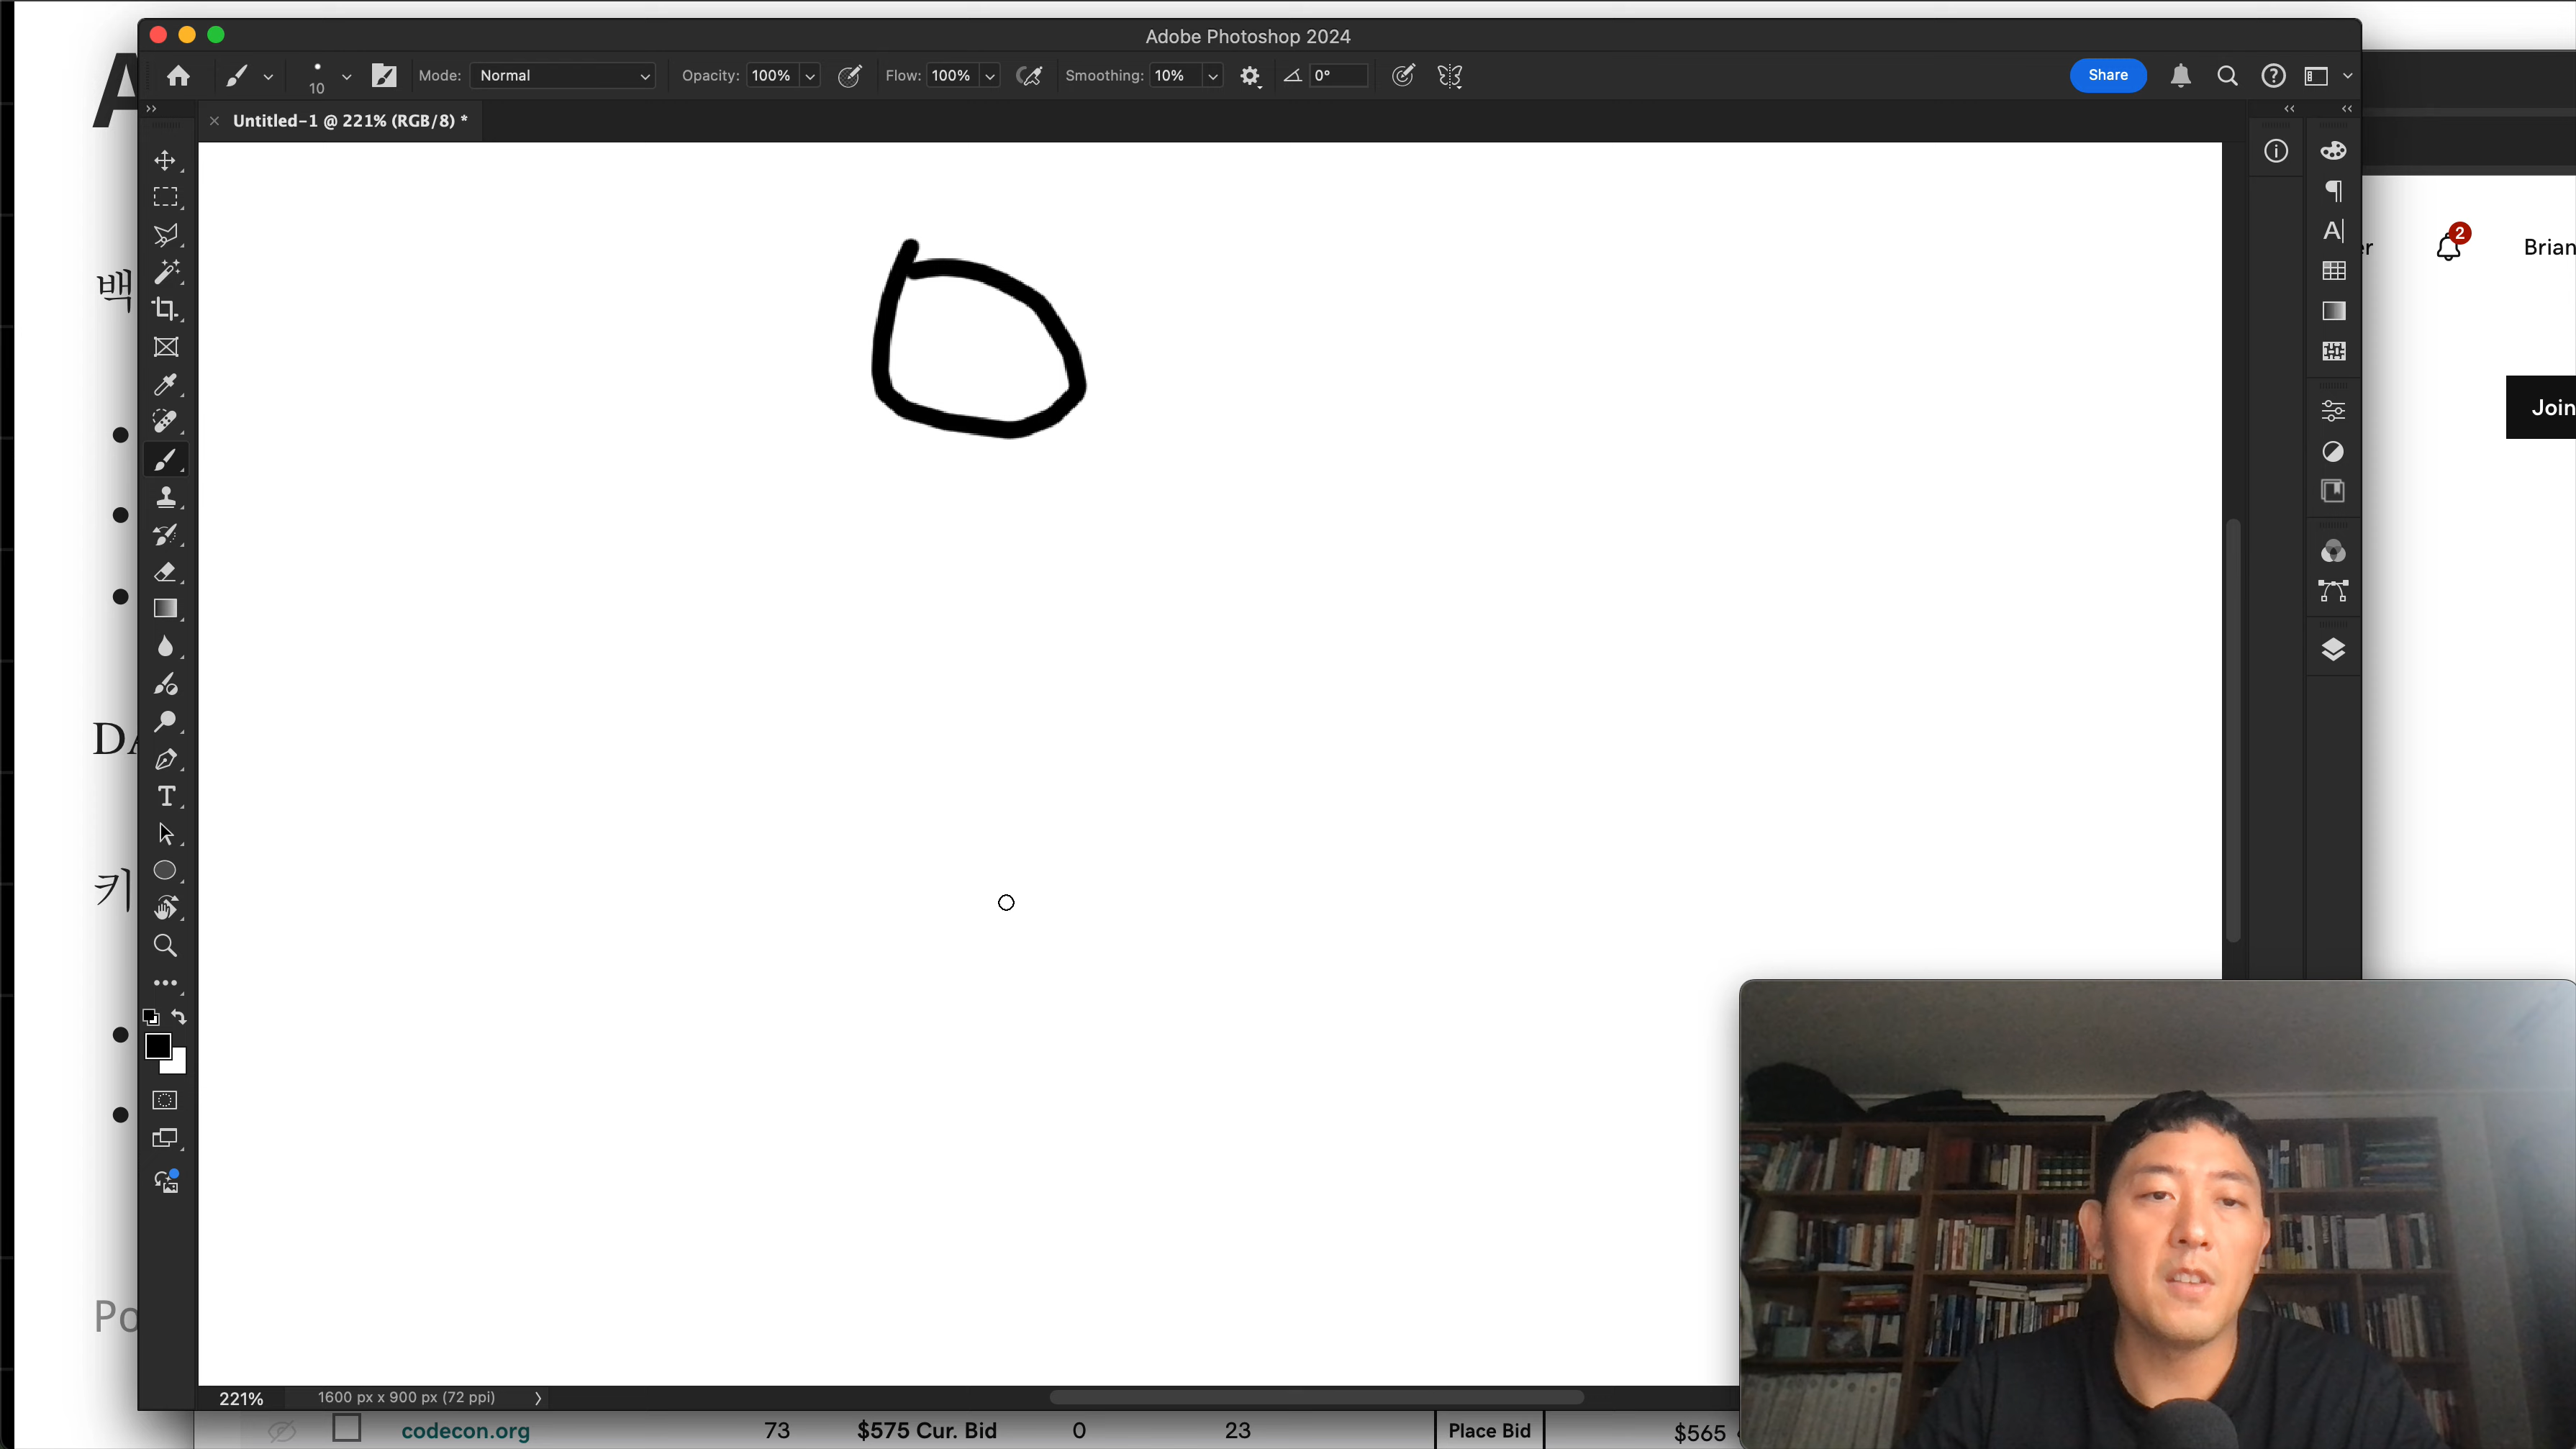 Adobe Photoshop 2024
10 Mode: Normal Opacity: 100% Flow: 100% Smoothing: 10% 0° Share
Untitled-1 @ 221% (RGB/8) *
A
백
2
Brian
Join
DA
키
Po
221% 1600 px x 900 px (72 ppi)
codecon.org 73 $575 Cur. Bid 0 23 Place Bid $565